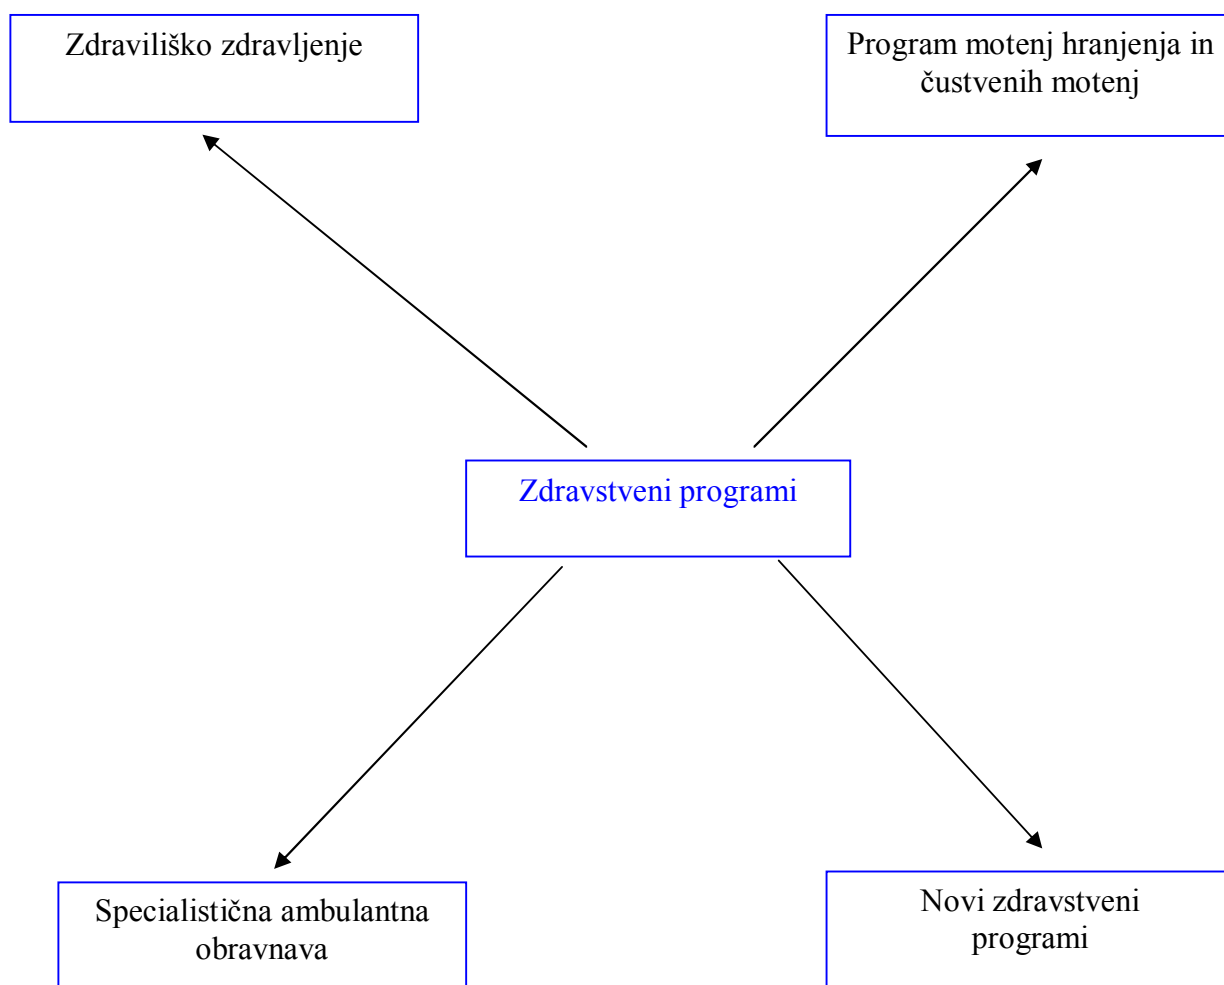 Zdraviliško zdravljenje
Program motenj hranjenja in
čustvenih motenj
Zdravstveni programi
Specialistična ambulantna
obravnava
Novi zdravstveni
programi